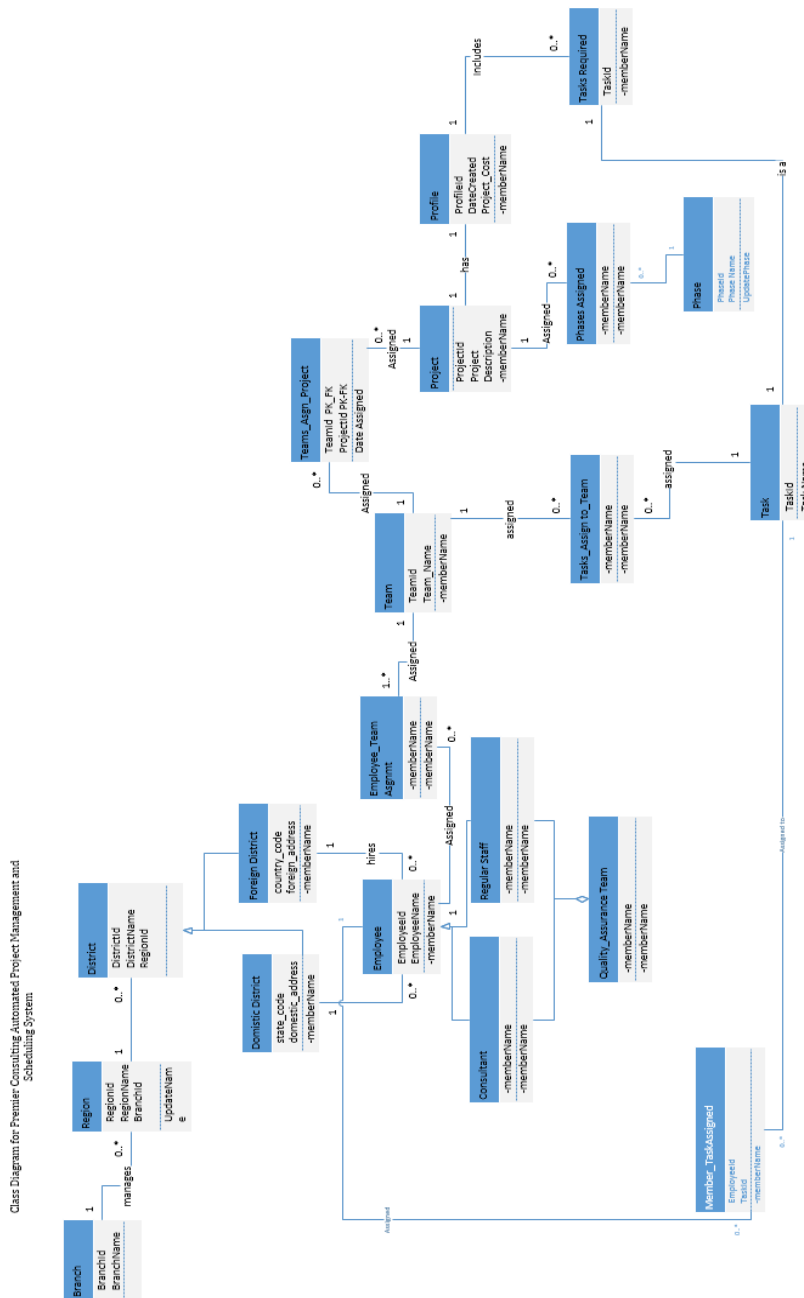 Class Diagram for Premier Consulting Automated Project Management and
Scheduling System
Branch
BranchId
BranchName
1
manages
0..*
Region
RegionId
RegionName
BranchId
UpdateNam
e
1
0..*
District
DistrictId
DistrictName
RegionId
Domistic District
state_code
domestic_address
-memberName
1
0..*
Foreign District
country_code
foreign_address
-memberName
1
hires
0..*
Employee
EmployeeId
EmployeeName
-memberName
1
1
Assigned
0..*
Employee_Team
Asgnmt
-memberName
-memberName
1..*
Assigned
1
Team
TeamId
Team_Name
-memberName
1
Assigned
0..*
Teams_Asgn_Project
TeamId PK_FK
ProjectId PK-FK
Date Assigned
0..*
Assigned
1
Project
ProjectId
Project
Description
-memberName
1
has
1
Profile
ProfileId
DateCreated
Project_Cost
-memberName
1
Includes
0..*
Tasks Required
TaskId
-memberName
1
is a
1
1
Assigned
0..*
Phases Assigned
-memberName
-memberName
0..*
1
Phase
PhaseId
Phase Name
UpdatePhase
1
assigned
0..*
Tasks_Assign to_Team
-memberName
-memberName
0..*
assigned
1
Task
TaskId
1
Assigned to
0..*
Consultant
-memberName
-memberName
Regular Staff
-memberName
-memberName
Quality_Assurance Team
-memberName
-memberName
Member_TaskAssigned
EmployeeId
TaskId
-memberName
0..*
Assigned